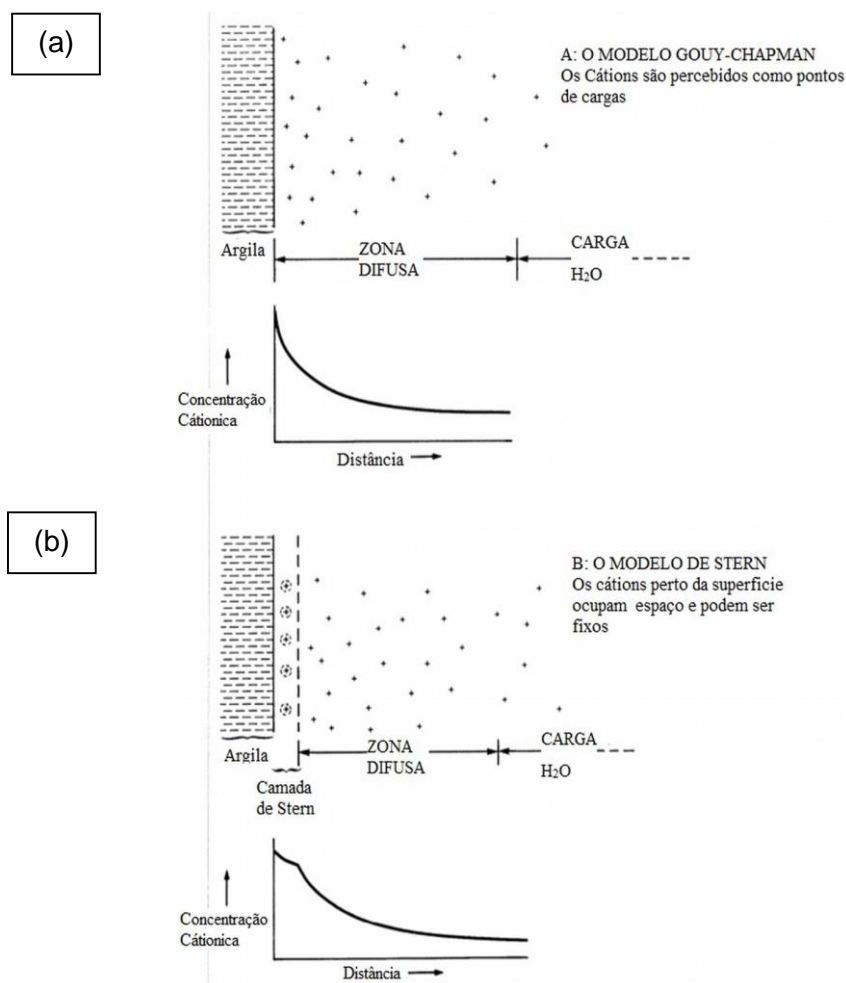 (a)
A: O MODELO GOUY-CHAPMAN
Os Cátions são percebidos como pontos
de cargas
Argila
ZONA
DIFUSA
CARGA
H₂O
Concentração
Cátionica
Distância
(b)
B: O MODELO DE STERN
Os cátions perto da superficie
ocupam espaço e podem ser
fixos
Argila
ZONA
DIFUSA
CARGA
H₂O
Camada
de Stern
Concentração
Cátionica
Distância